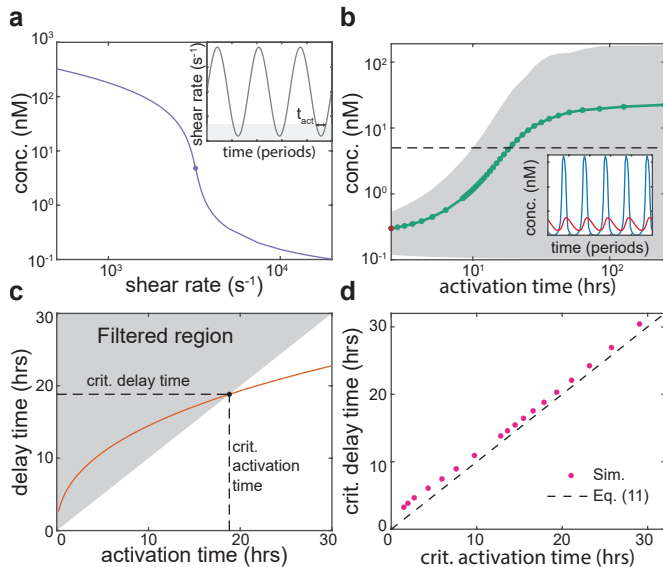 a
conc. (nM)
10³
10²
10¹
10⁰
10⁻¹
10³
10⁴
shear rate (s⁻¹)
shear rate
(s⁻¹)
t_act
time (periods)
b
conc. (nM)
10²
10¹
10⁰
10⁻¹
10¹
10²
activation time (hrs)
conc. (nM)
time (periods)
c
Filtered region
crit. delay time
crit.
activation
time
delay time (hrs)
30
20
10
0
0
10
20
30
activation time (hrs)
d
crit. delay time (hrs)
30
20
10
0
0
10
20
30
crit. activation time (hrs)
Sim.
Eq. (11)